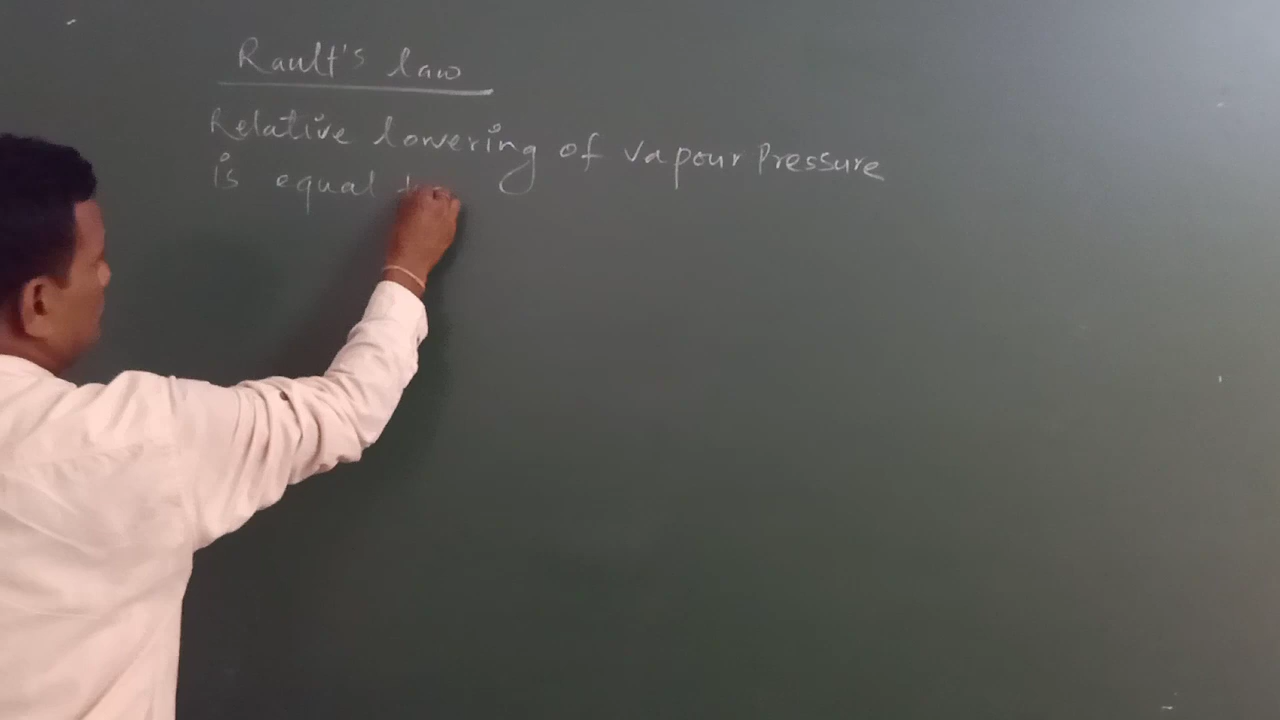 Rault's law
Relative lowering of vapour Pressure
is equal to